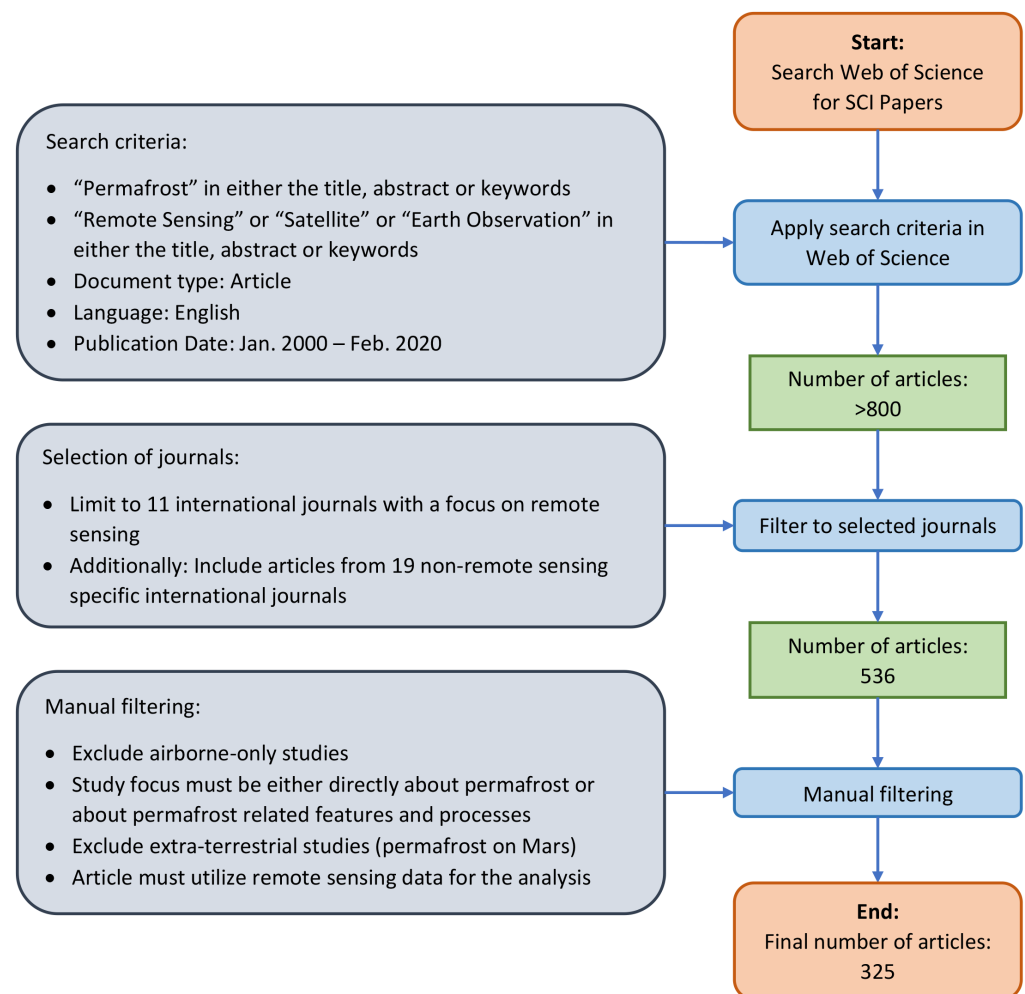 Start:
Search Web of Science
for SCI Papers
Search criteria:
• “Permafrost” in either the title, abstract or keywords
• “Remote Sensing” or “Satellite” or “Earth Observation” in
either the title, abstract or keywords
• Document type: Article
• Language: English
• Publication Date: Jan. 2000 – Feb. 2020
Apply search criteria in
Web of Science
Number of articles:
>800
Selection of journals:
• Limit to 11 international journals with a focus on remote
sensing
• Additionally: Include articles from 19 non-remote sensing
specific international journals
Filter to selected journals
Number of articles:
536
Manual filtering:
• Exclude airborne-only studies
• Study focus must be either directly about permafrost or
about permafrost related features and processes
• Exclude extra-terrestrial studies (permafrost on Mars)
• Article must utilize remote sensing data for the analysis
Manual filtering
End:
Final number of articles:
325